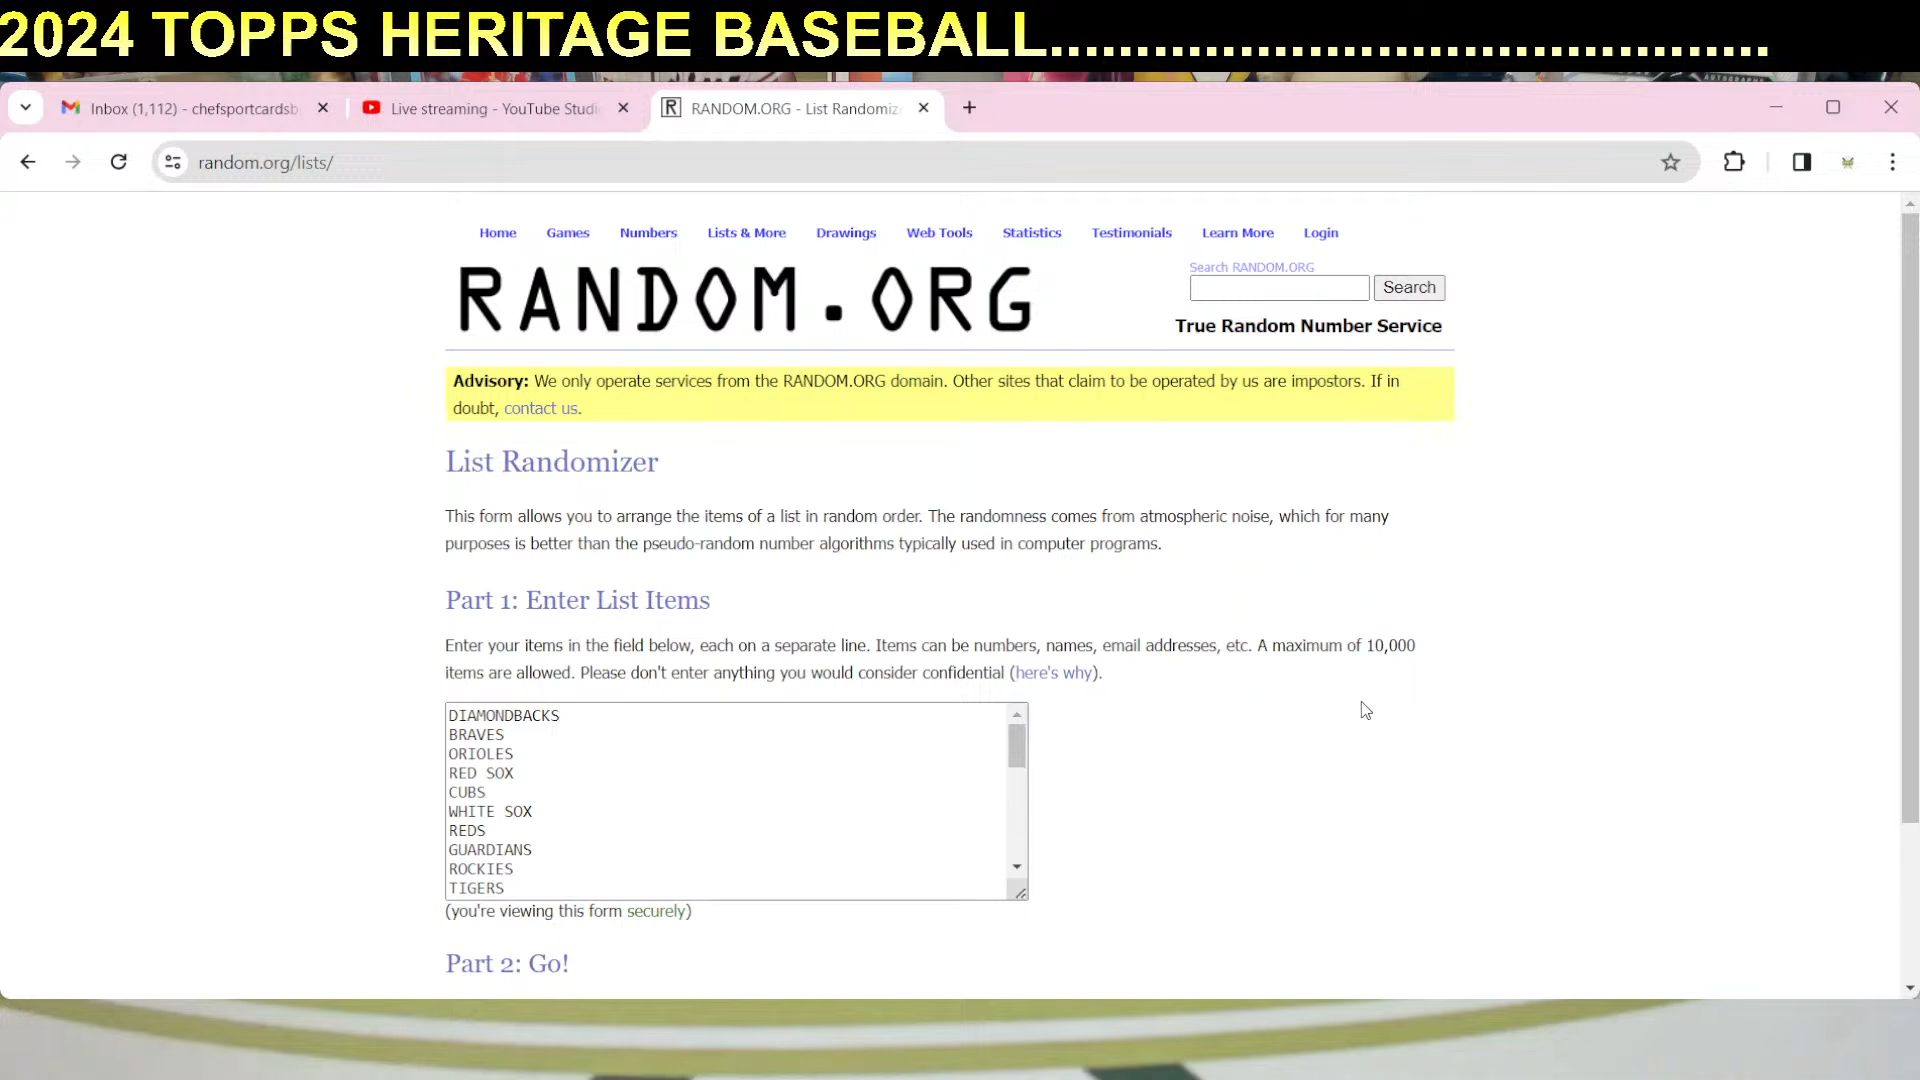 2024 TOPPS HERITAGE BASEBALL..........................................
Inbox (1,112) - chefsportcardsb
Live streaming - YouTube Studi
RANDOM.ORG - List Randomize
random.org/lists/
Home Games Numbers Lists & More Drawings Web Tools Statistics Testimonials Learn More Login
RANDOM.ORG
Search RANDOM.ORG
Search
True Random Number Service
Advisory: We only operate services from the RANDOM.ORG domain. Other sites that claim to be operated by us are impostors. If in
doubt, contact us.
List Randomizer
This form allows you to arrange the items of a list in random order. The randomness comes from atmospheric noise, which for many
purposes is better than the pseudo-random number algorithms typically used in computer programs.
Part 1: Enter List Items
Enter your items in the field below, each on a separate line. Items can be numbers, names, email addresses, etc. A maximum of 10,000
items are allowed. Please don't enter anything you would consider confidential (here's why).
DIAMONDBACKS
BRAVES
ORIOLES
RED SOX
CUBS
WHITE SOX
REDS
GUARDIANS
ROCKIES
TIGERS
(you're viewing this form securely)
Part 2: Go!